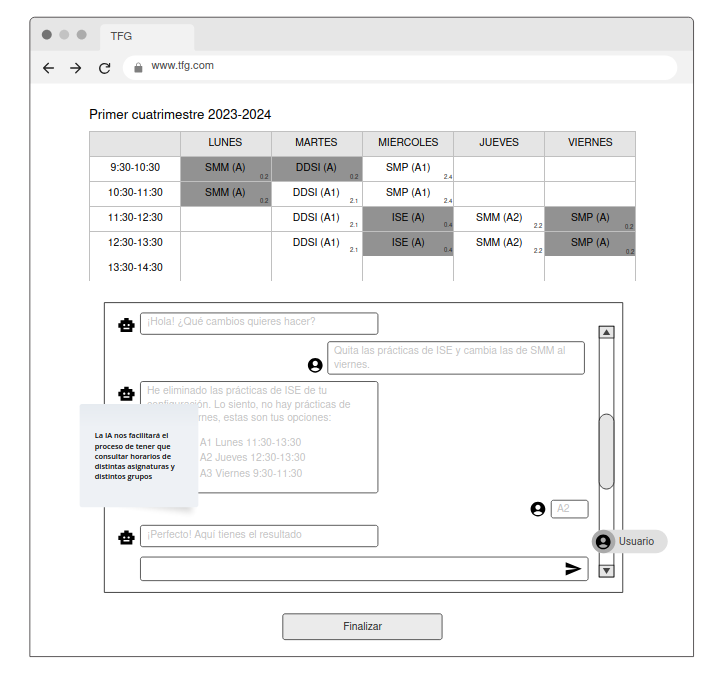 TFG
www.tfg.com
Primer cuatrimestre 2023-2024
LUNES MARTES MIERCOLES JUEVES VIERNES
9:30-10:30 SMM (A) 0.2 DDSI (A) 0.2 SMP (A1) 2.4
10:30-11:30 SMM (A) 0.2 DDSI (A1) 2.1 SMP (A1) 2.4
11:30-12:30 DDSI (A1) 2.1 ISE (A) 0.4 SMM (A2) 2.2 SMP (A) 0.2
12:30-13:30 DDSI (A1) 2.1 ISE (A) 0.4 SMM (A2) 2.2 SMP (A) 0.2
13:30-14:30
¡Hola! ¿Qué cambios quieres hacer?
Quita las prácticas de ISE y cambia las de SMM al
viernes.
He eliminado las prácticas de ISE de tu
configuración. Lo siento, no hay prácticas de
estas son tus opciones:
A1 Lunes 11:30-13:30
A2 Jueves 12:30-13:30
A3 Viernes 9:30-11:30
La IA nos facilitará el
proceso de tener que
consultar horarios de
distintas asignaturas y
distintos grupos
A2
¡Perfecto! Aquí tienes el resultado
Usuario
Finalizar